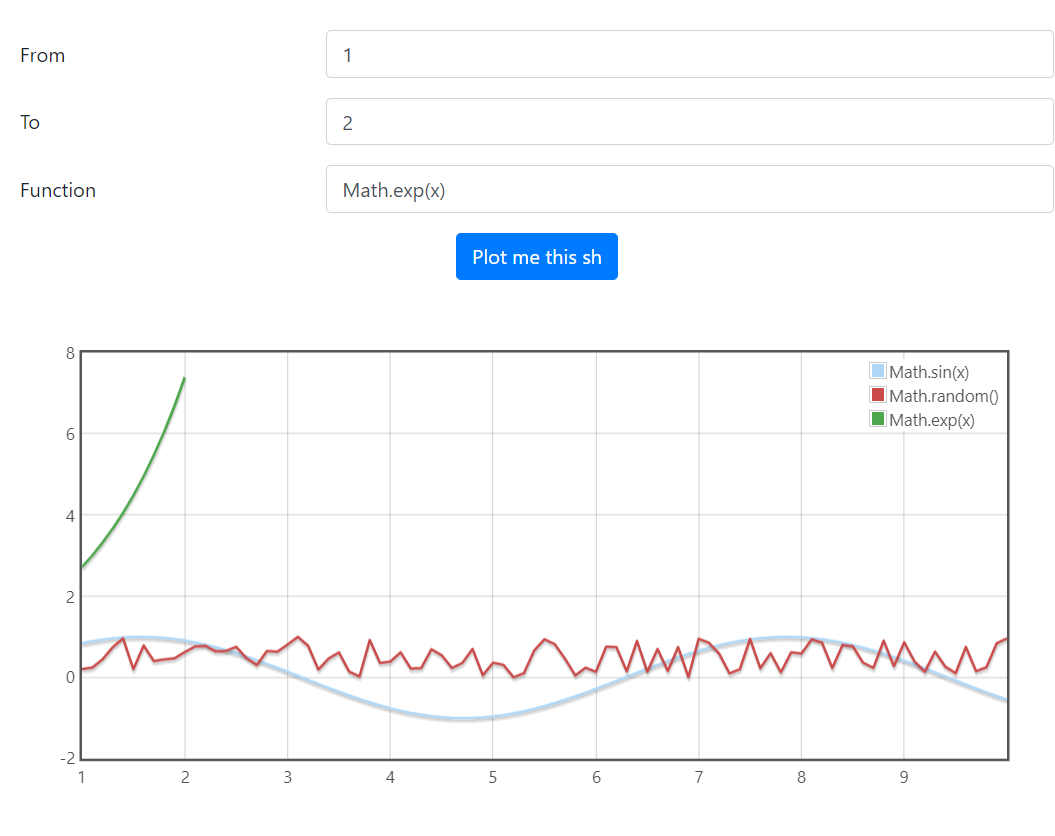 From
1
To
2
Function
Math.exp(x)
Plot me this sh
8
6
4
2
0
-2
Math.sin(x)
Math.random()
Math.exp(x)
1 2 3 4 5 6 7 8 9